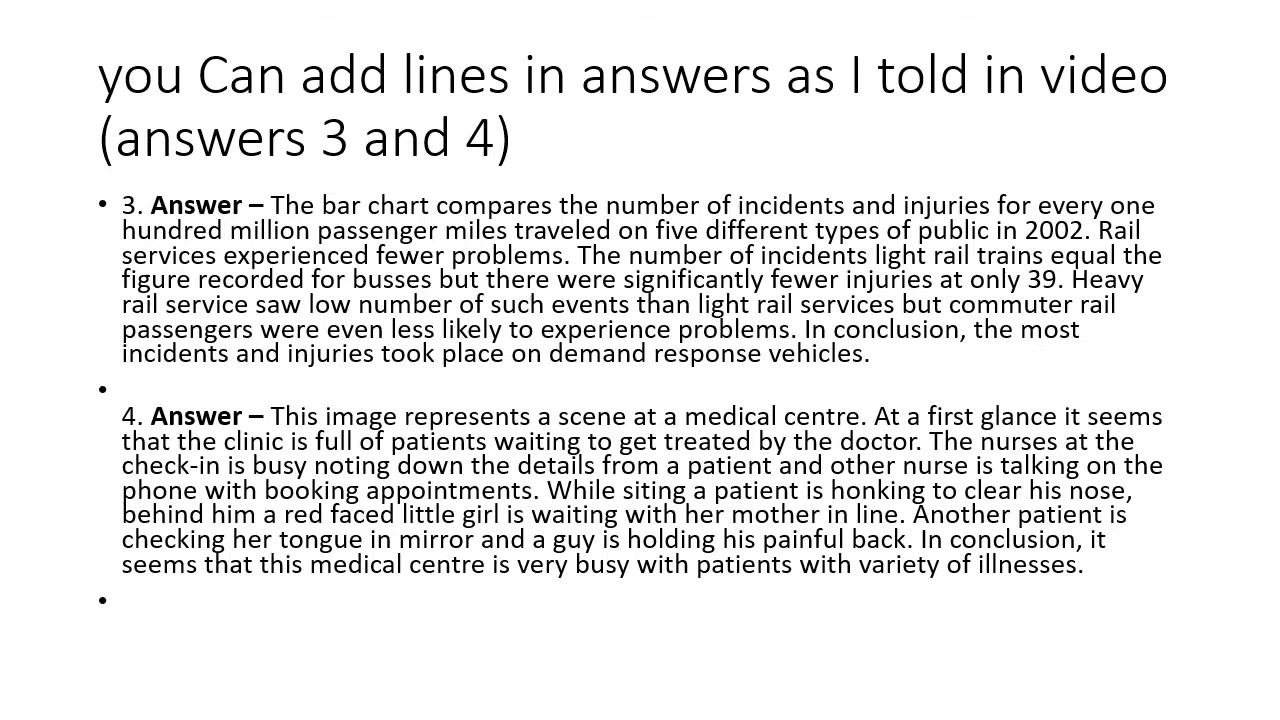 you Can add lines in answers as I told in video
(answers 3 and 4)
• 3. Answer – The bar chart compares the number of incidents and injuries for every one
hundred million passenger miles traveled on five different types of public in 2002. Rail
services experienced fewer problems. The number of incidents light rail trains equal the
figure recorded for busses but there were significantly fewer injuries at only 39. Heavy
rail service saw low number of such events than light rail services but commuter rail
passengers were even less likely to experience problems. In conclusion, the most
incidents and injuries took place on demand response vehicles.
•
4. Answer – This image represents a scene at a medical centre. At a first glance it seems
that the clinic is full of patients waiting to get treated by the doctor. The nurses at the
check-in is busy noting down the details from a patient and other nurse is talking on the
phone with booking appointments. While siting a patient is honking to clear his nose,
behind him a red faced little girl is waiting with her mother in line. Another patient is
checking her tongue in mirror and a guy is holding his painful back. In conclusion, it
seems that this medical centre is very busy with patients with variety of illnesses.
•